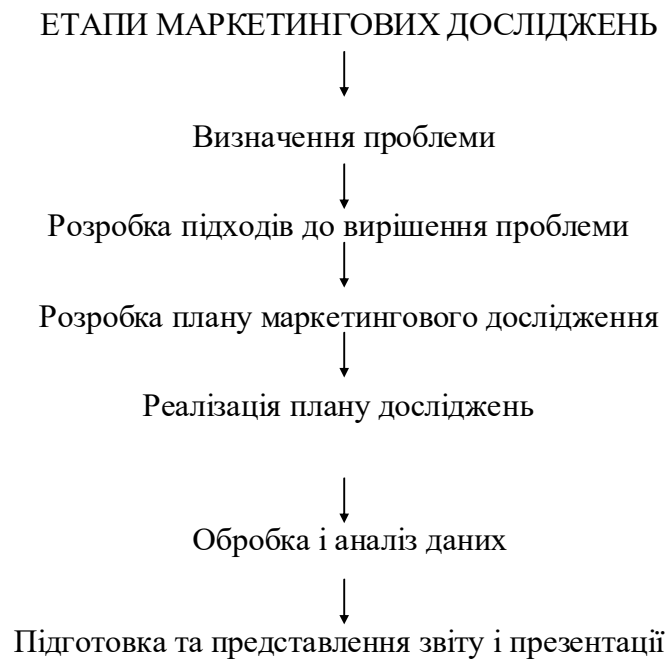 ЕТАПИ МАРКЕТИНГОВИХ ДОСЛІДЖЕНЬ
Визначення проблеми
Розробка підходів до вирішення проблеми
Розробка плану маркетингового дослідження
Реалізація плану досліджень
Обробка і аналіз даних
Підготовка та представлення звіту і презентації